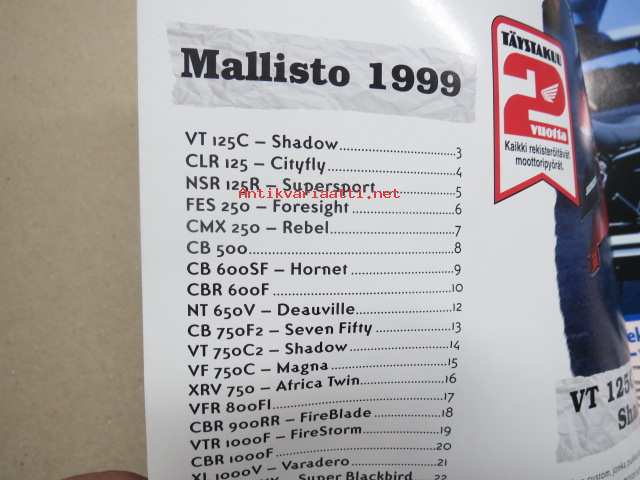 Mallisto 1999
VT 125C – Shadow 3
CLR 125 – Cityfly 4
NSR 125R – Supersport 5
FES 250 – Foresight 6
CMX 250 – Rebel 7
CB 500 8
CB 600SF – Hornet 9
CBR 600F 10
NT 650V – Deauville 12
CB 750F2 – Seven Fifty 13
VT 750C2 – Shadow 14
VF 750C – Magna 15
XRV 750 – Africa Twin 16
VFR 800FI 17
CBR 900RR – FireBlade 18
VTR 1000F – FireStorm 19
CBR 1000F 20
XL 1000V – Varadero 21
Super Blackbird 22
TÄYSTAKUU
2
vuotta
Kaikki rekisteröitävät
moottoripyörät.
Antikvariaatti.net
VT 125C